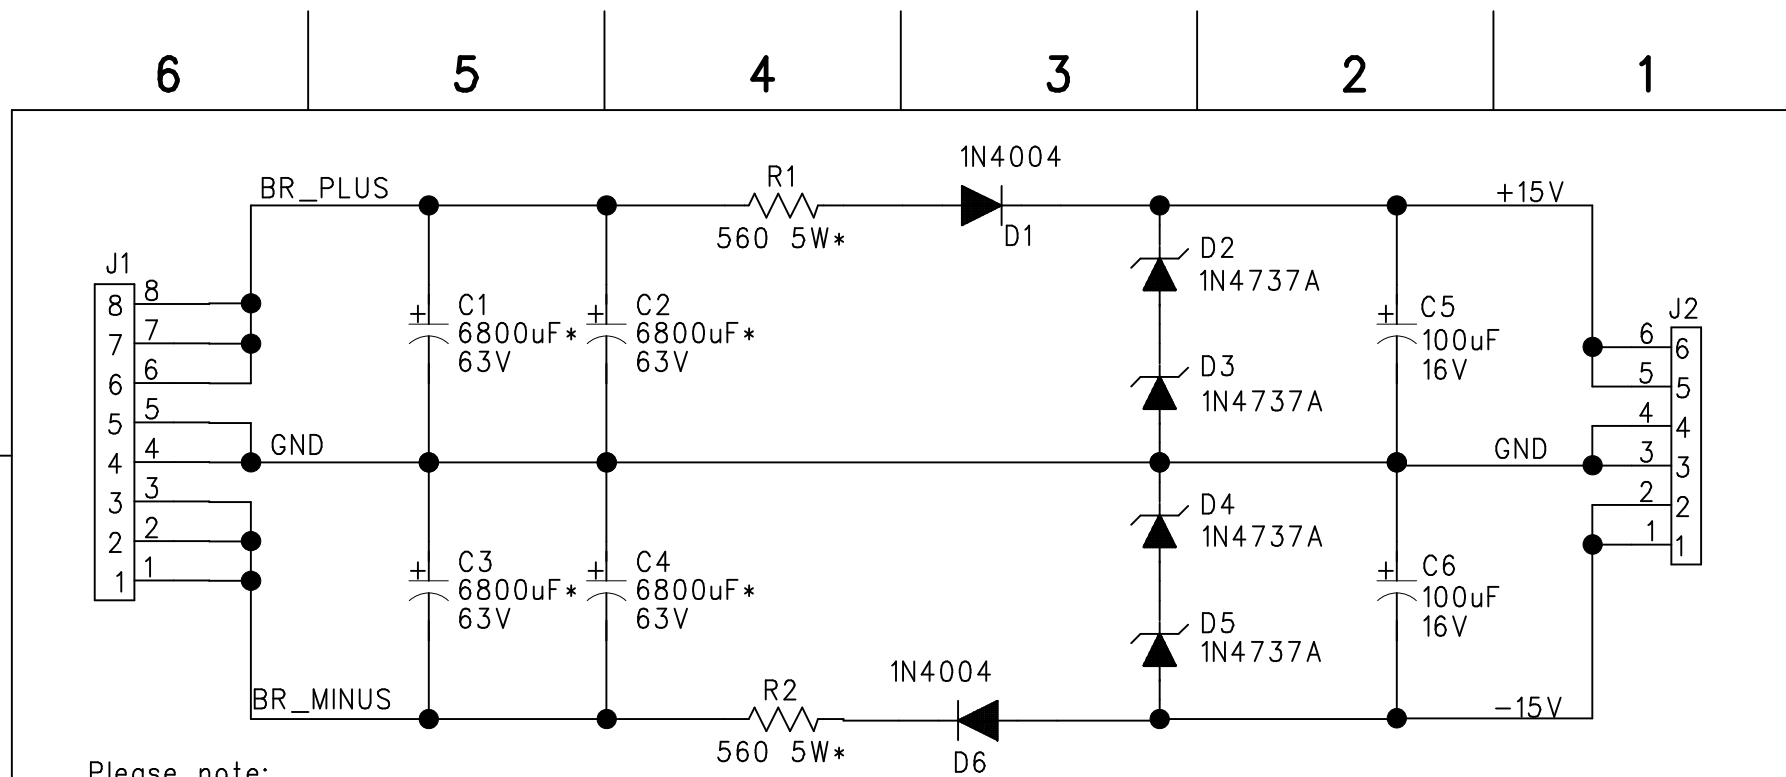 6 5 4 3 2 1
1N4004
BR_PLUS
R1
+15V
560 5W*
D1
J1
D2
1N4737A
8 8
7 7
6 6
5 5
4 4
3 3
2 2
1 1
C1
6800uF*
63V
C2
6800uF*
63V
D3
1N4737A
C5
100uF
16V
J2
6 6
5 5
4 4
3 3
2 2
1 1
GND
GND
D4
1N4737A
C3
6800uF*
63V
C4
6800uF*
63V
D5
1N4737A
C6
100uF
16V
1N4004
BR_MINUS
R2
-15V
560 5W*
D6
Please note:
+
+
+
+
+
+